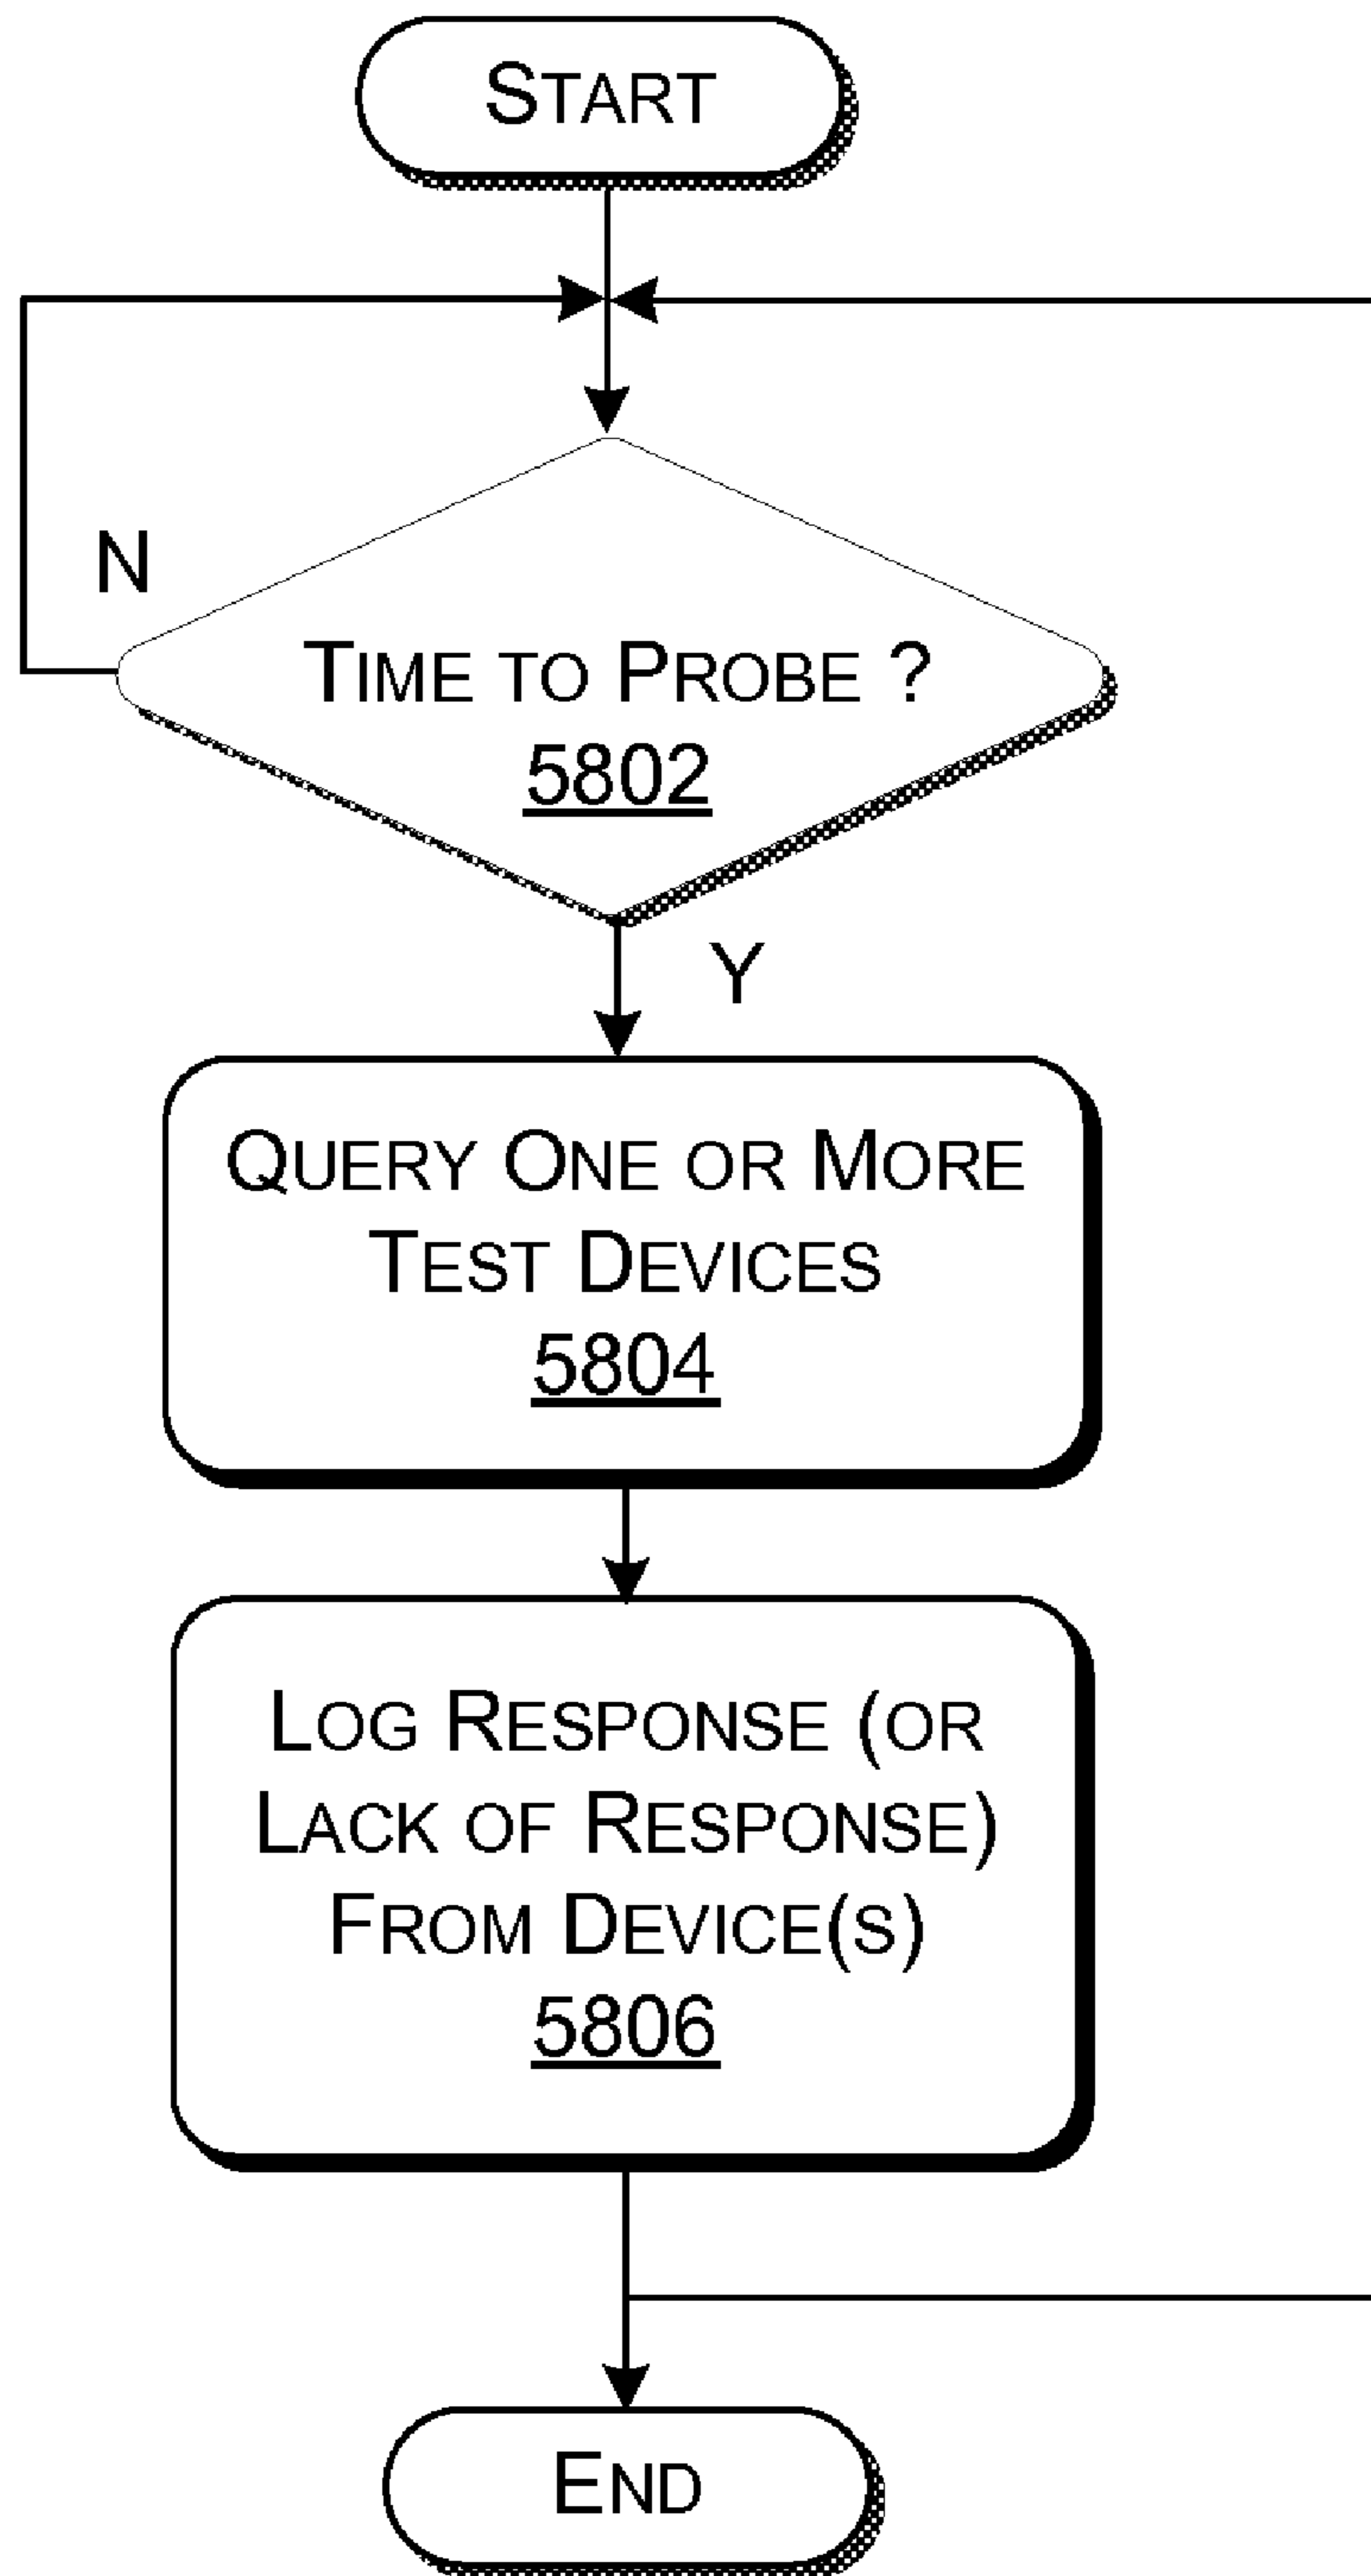 START
N
TIME TO PROBE ?
5802
Y
QUERY ONE OR MORE
TEST DEVICES
5804
LOG RESPONSE (OR
LACK OF RESPONSE)
FROM DEVICE(S)
5806
END